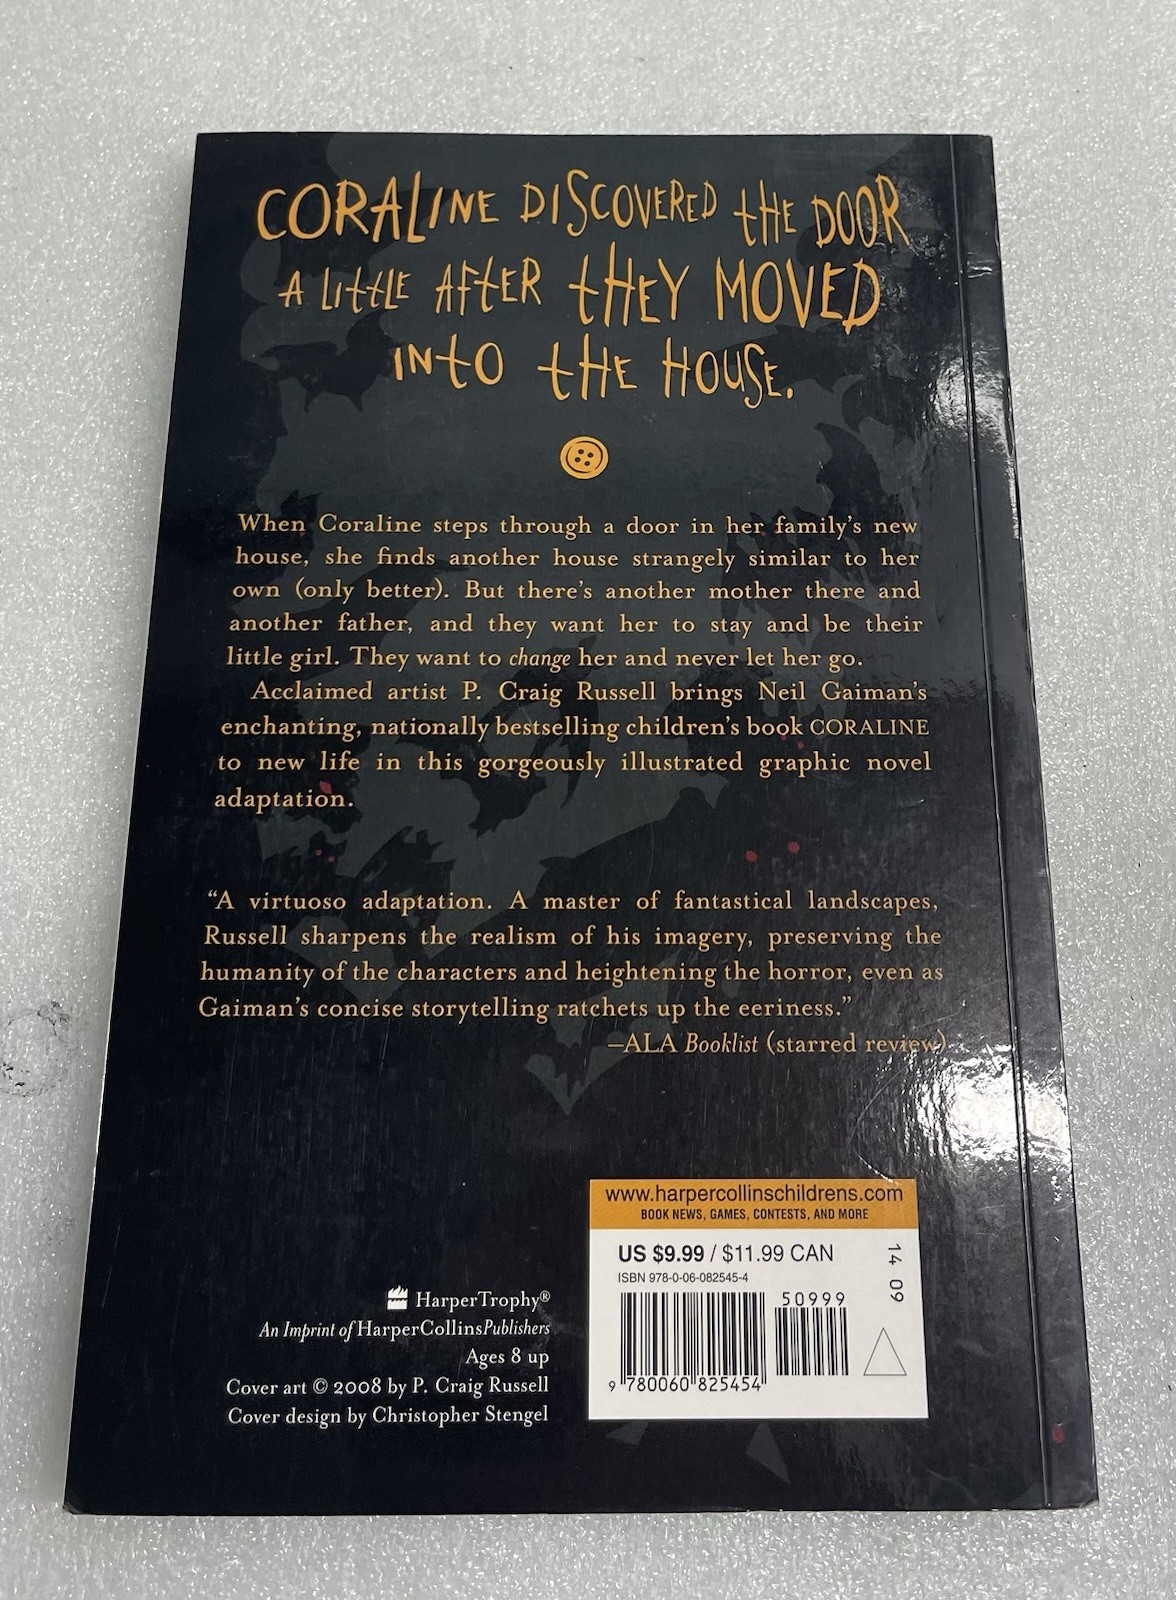 CORALINE DISCOVERED tHE DOOR
A LIttLE AFtER tHEY MOVED
INtO tHE HOUSE.
When Coraline steps through a door in her family's new
house, she finds another house strangely similar to her
own (only better). But there's another mother there and
another father, and they want her to stay and be their
little girl. They want to change her and never let her go.
Acclaimed artist P. Craig Russell brings Neil Gaiman's
enchanting, nationally bestselling children's book CORALINE
to new life in this gorgeously illustrated graphic novel
adaptation.
“A virtuoso adaptation. A master of fantastical landscapes,
Russell sharpens the realism of his imagery, preserving the
humanity of the characters and heightening the horror, even as
Gaiman's concise storytelling ratchets up the eeriness.”
—ALA Booklist (starred review)
www.harpercollinschildrens.com
BOOK NEWS, GAMES, CONTESTS, AND MORE
US $9.99 / $11.99 CAN
ISBN 978-0-06-082545-4
50999
9 780060 825454
14 09
HarperTrophy®
An Imprint of HarperCollinsPublishers
Ages 8 up
Cover art © 2008 by P. Craig Russell
Cover design by Christopher Stengel